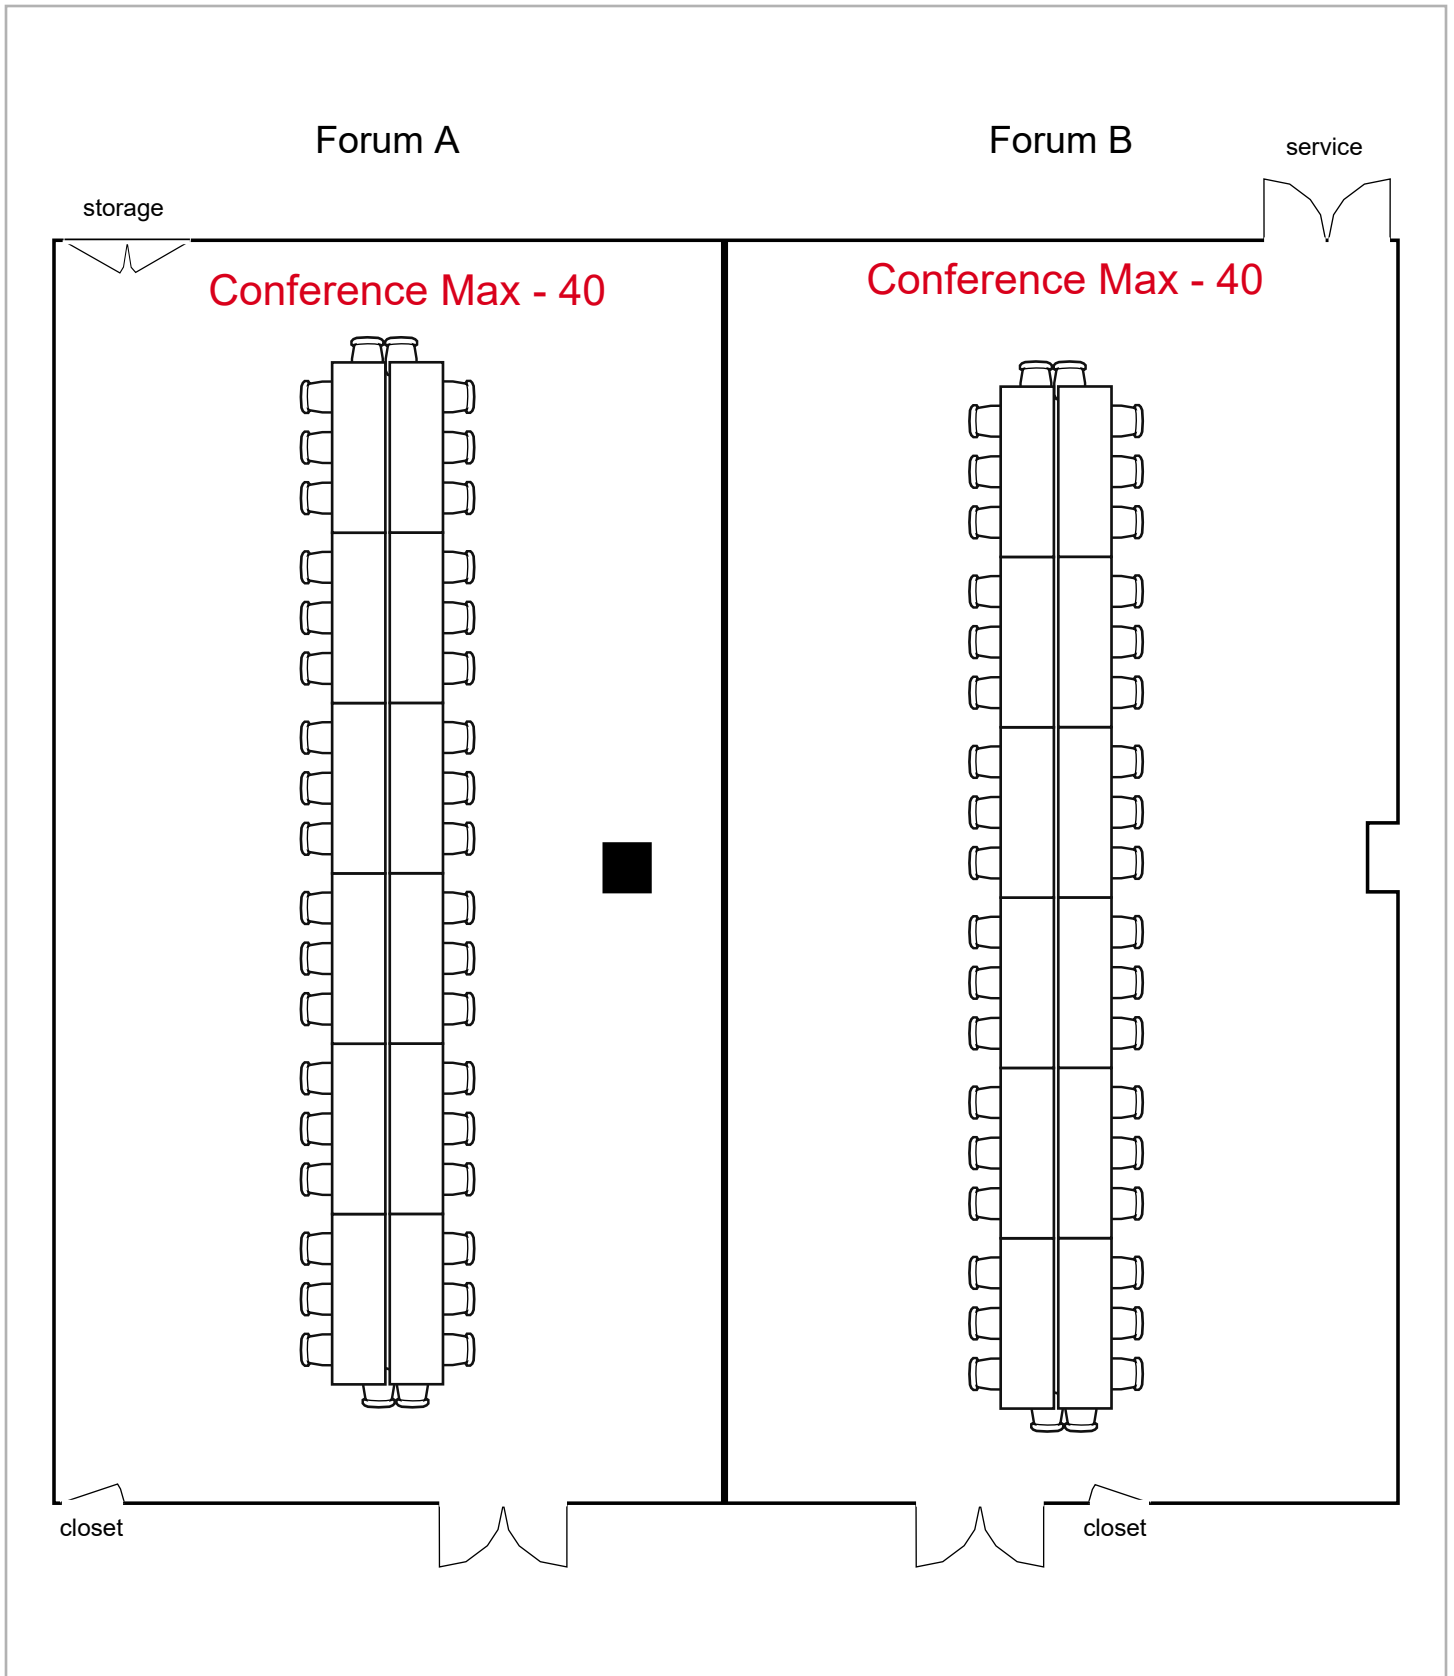 Forum A
Forum B
service
storage
Conference Max - 40
Conference Max - 40
closet
closet